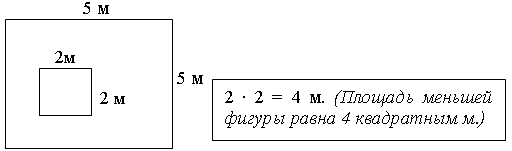 5 м
2м
2 м
5 м
2 · 2 = 4 м. (Площадь меньшей
фигуры равна 4 квадратным м.)